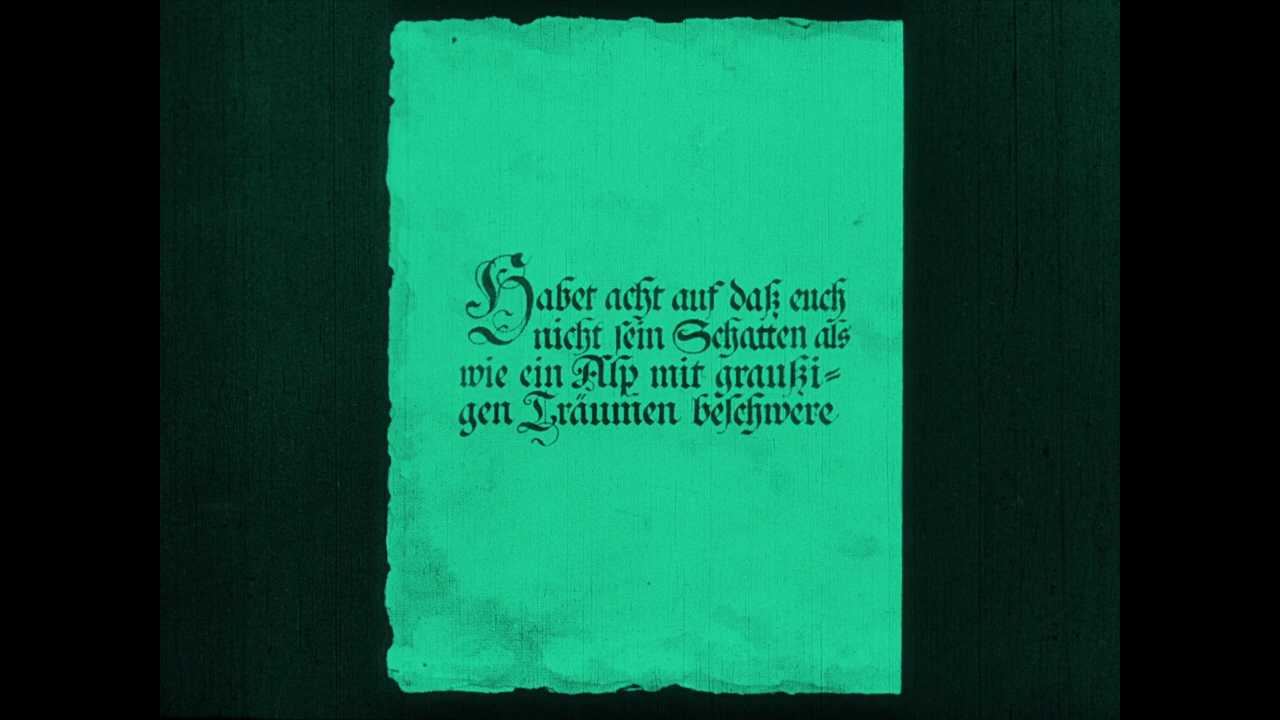 Habet acht auf daß euch
nicht sein Schatten als
wie ein Alp mit graußi=
gen Träumen beschwere